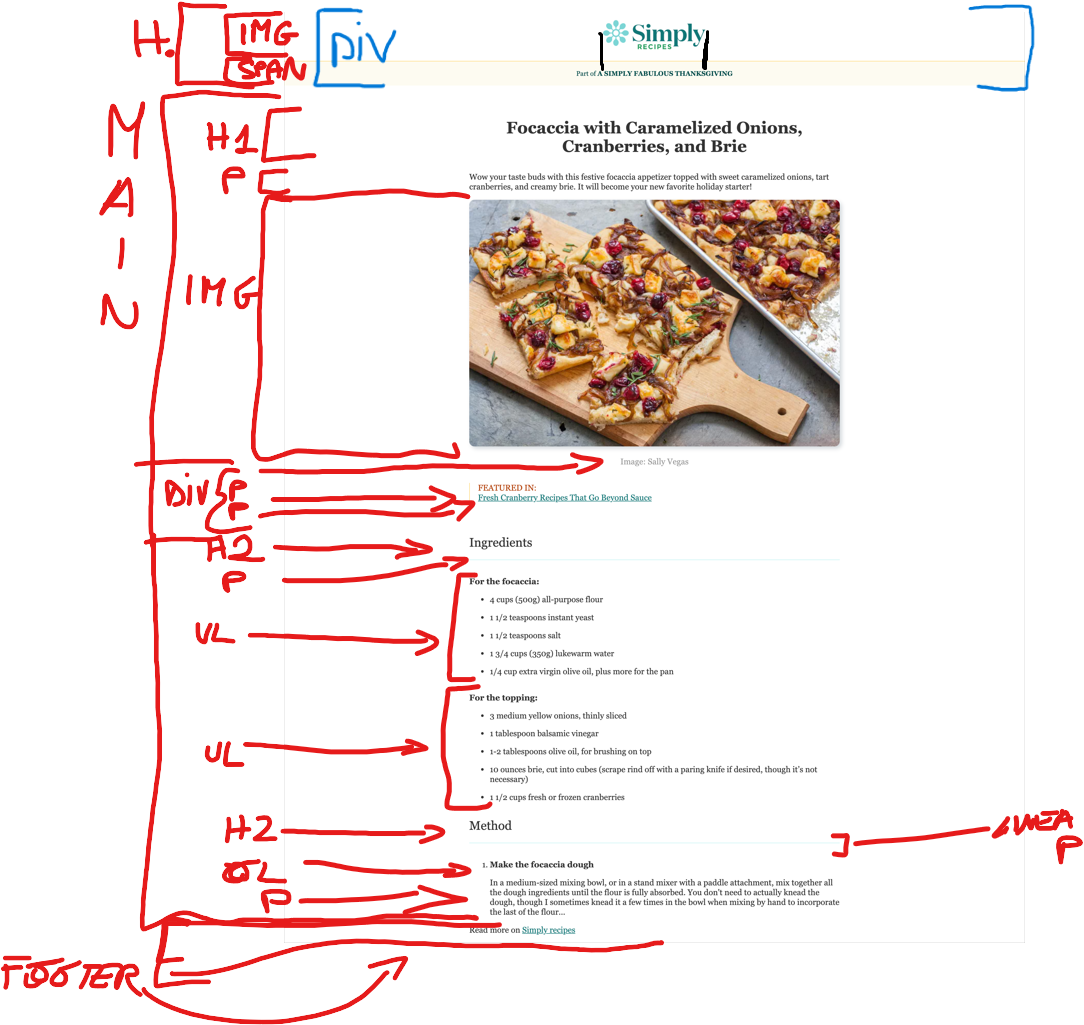 H.
IMG
SPAN
DIV
Simply
RECIPES
Part of A SIMPLY FABULOUS THANKSGIVING
MAIN
H1
Focaccia with Caramelized Onions,
Cranberries, and Brie
P
Wow your taste buds with this festive focaccia appetizer topped with sweet caramelized onions, tart
cranberries, and creamy brie. It will become your new favorite holiday starter!
IMG
Image: Sally Vegas
DIV
P
P
FEATURED IN:
Fresh Cranberry Recipes That Go Beyond Sauce
H2
Ingredients
P
For the focaccia:
UL
• 4 cups (500g) all-purpose flour
• 1 1/2 teaspoons instant yeast
• 1 1/2 teaspoons salt
• 1 3/4 cups (350g) lukewarm water
• 1/4 cup extra virgin olive oil, plus more for the pan
For the topping:
UL
• 3 medium yellow onions, thinly sliced
• 1 tablespoon balsamic vinegar
• 1-2 tablespoons olive oil, for brushing on top
• 10 ounces brie, cut into cubes (scrape rind off with a paring knife if desired, though it's not
necessary)
• 1 1/2 cups fresh or frozen cranberries
H2
Method
P
OL
1. Make the focaccia dough
P
In a medium-sized mixing bowl, or in a stand mixer with a paddle attachment, mix together all
the dough ingredients until the flour is fully absorbed. You don't need to actually knead the
dough, though I sometimes knead it a few times in the bowl when mixing by hand to incorporate
the last of the flour...
Read more on Simply recipes
FOOTER